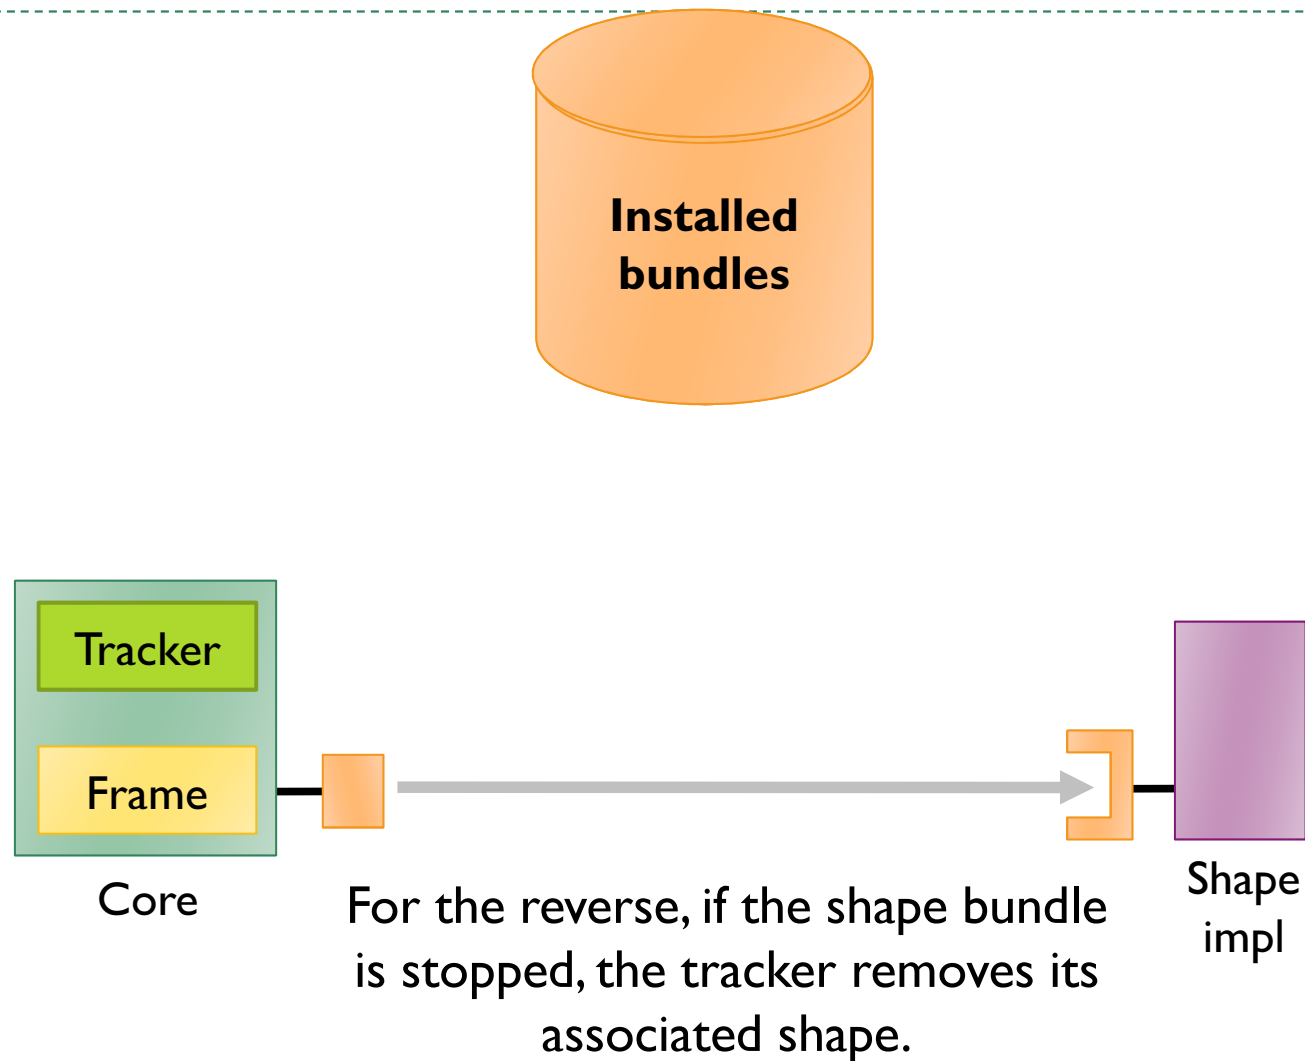 Installed
bundles
Tracker
Frame
Core
Shape
impl
For the reverse, if the shape bundle
is stopped, the tracker removes its
associated shape.